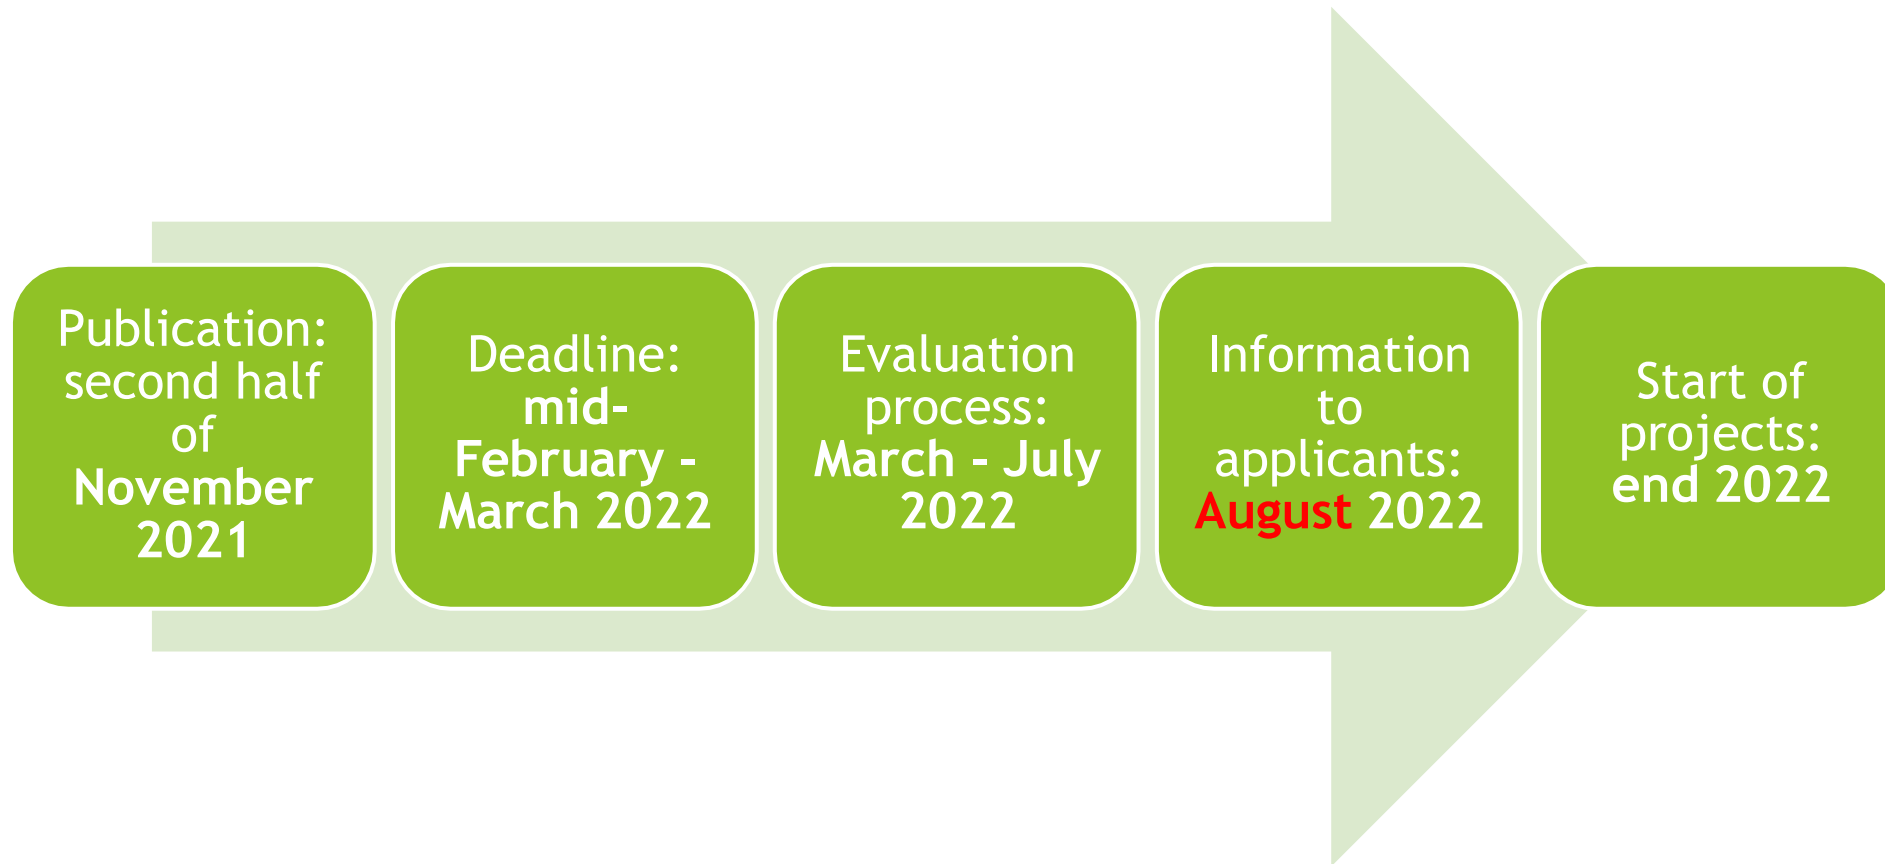 Publication:
second half
of
November
2021
Deadline:
mid-
February -
March 2022
Evaluation
process:
March - July
2022
Information
to
applicants:
August 2022
Start of
projects:
end 2022